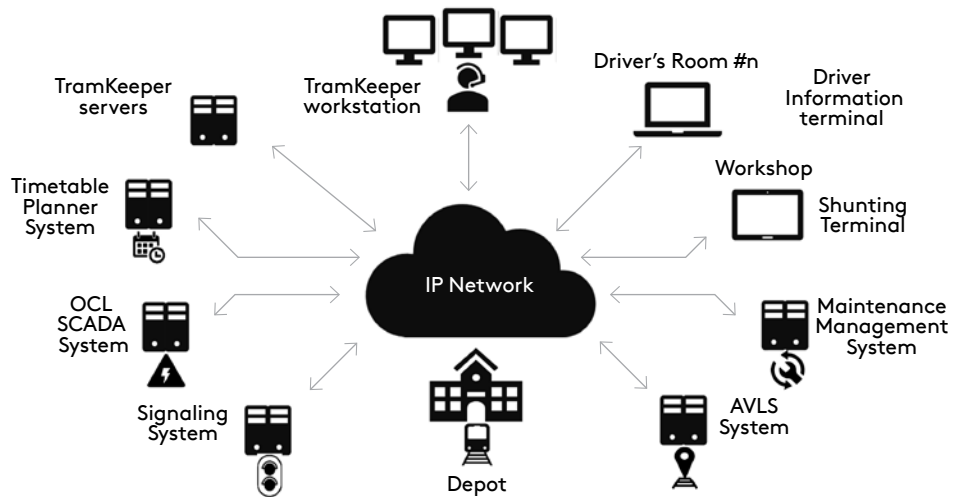 TramKeeper
servers
TramKeeper
workstation
Driver's Room #n
Driver
Information
terminal
Timetable
Planner
System
Workshop
Shunting
Terminal
IP Network
OCL
SCADA
System
Maintenance
Management
System
Signaling
System
Depot
AVLS
System